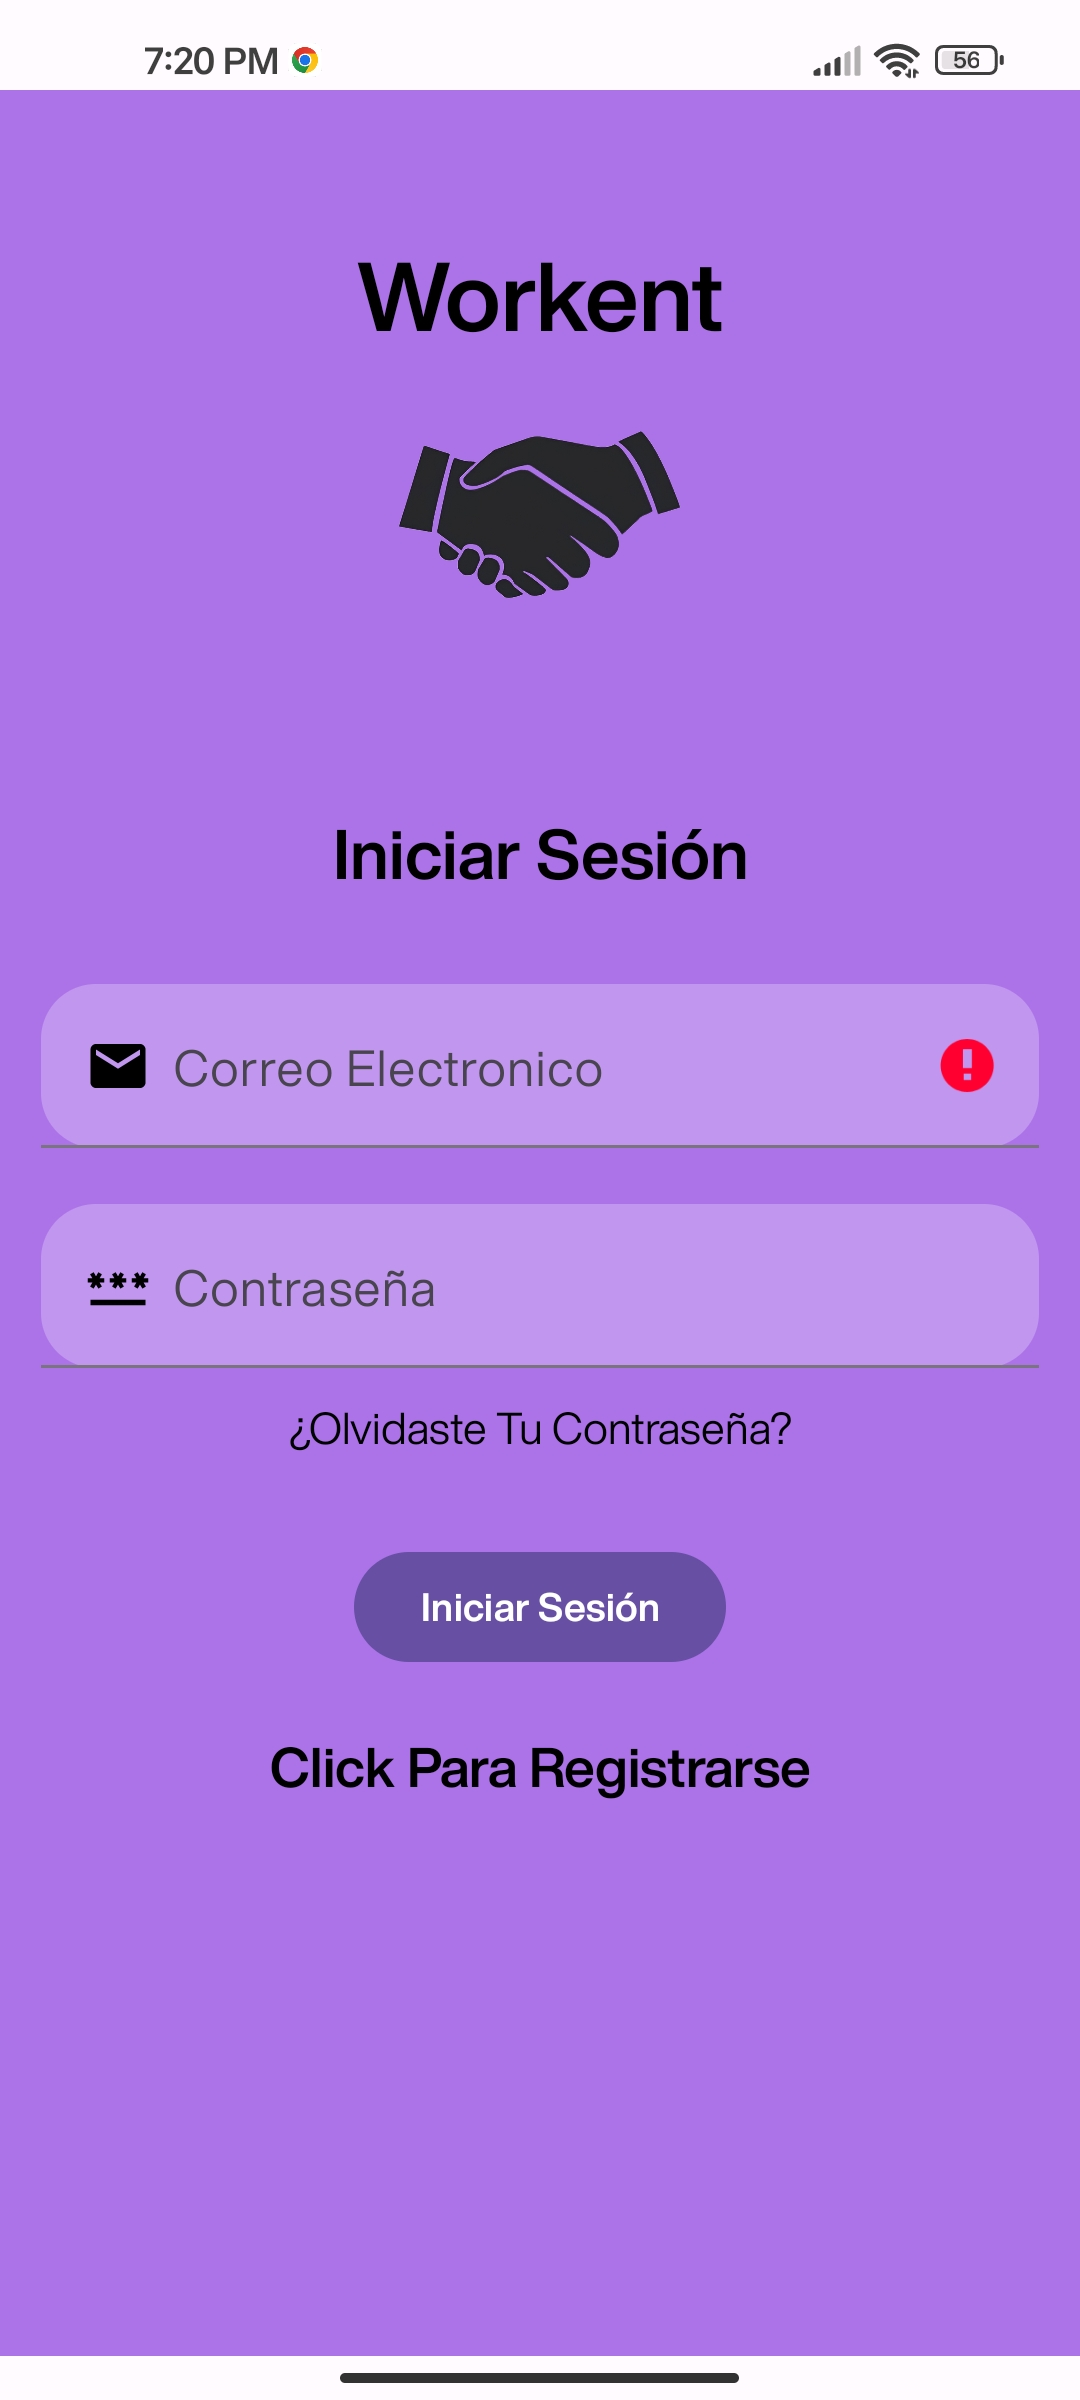 7:20 PM
56
Workent
Iniciar Sesión
Correo Electronico
***
Contraseña
¿Olvidaste Tu Contraseña?
Iniciar Sesión
Click Para Registrarse